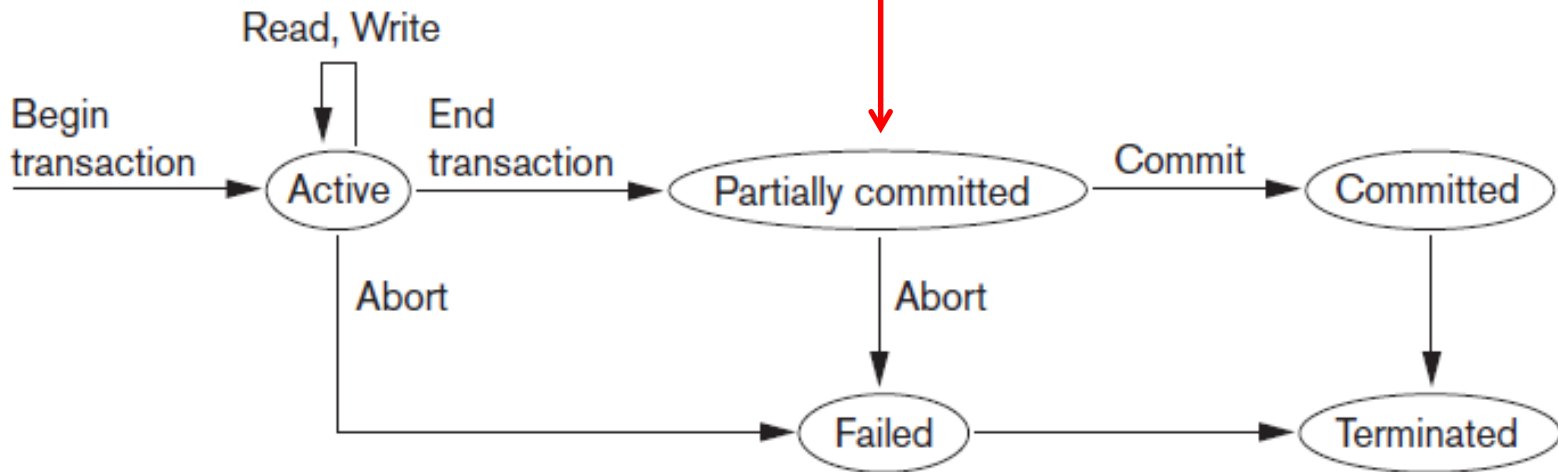 Read, Write
Begin
transaction
End
transaction
Active
Partially committed
Commit
Committed
Abort
Abort
Failed
Terminated